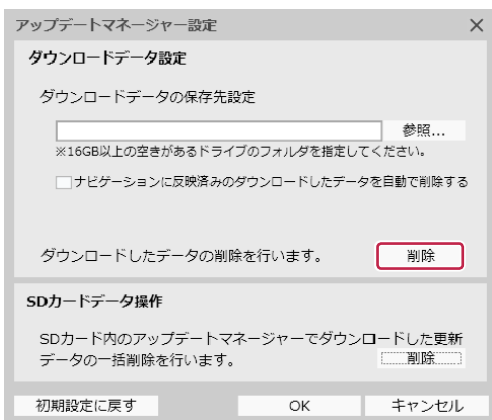 アップデートマネージャー設定
ダウンロードデータ設定
ダウンロードデータの保存先設定
参照...
※16GB以上の空きがあるドライブのフォルダを指定してください。
ナビゲーションに反映済みのダウンロードしたデータを自動で削除する
ダウンロードしたデータの削除を行います。 削除
SDカードデータ操作
SDカード内のアップデートマネージャーでダウンロードした更新
データの一括削除を行います。 削除
初期設定に戻す OK キャンセル